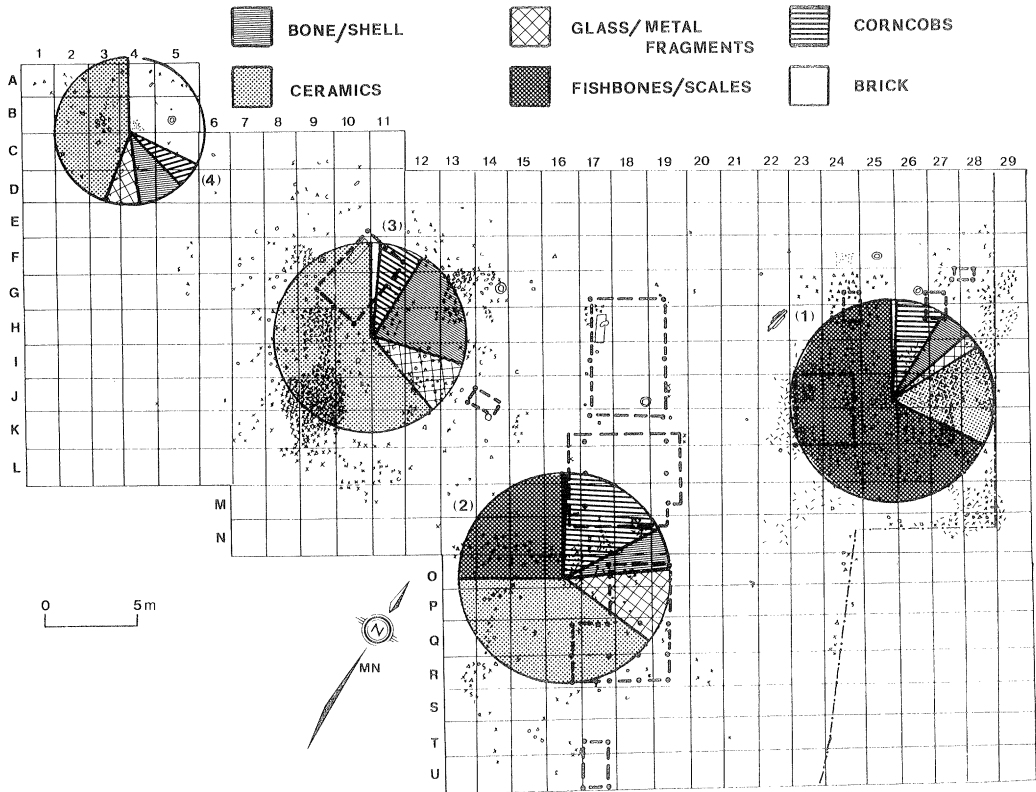 BONE/SHELL
CERAMICS
GLASS/METAL
FRAGMENTS
FISHBONES/SCALES
CORNCOBS
BRICK
1 2 3 4 5
6 7 8 9 10 11
12 13 14 15 16 17 18 19 20 21 22 23 24 25 26 27 28 29
A
B
C
D
E
F
G
H
I
J
K
L
M
N
O
P
Q
R
S
T
U
(4)
(3)
(1)
(2)
0 5m
N
MN